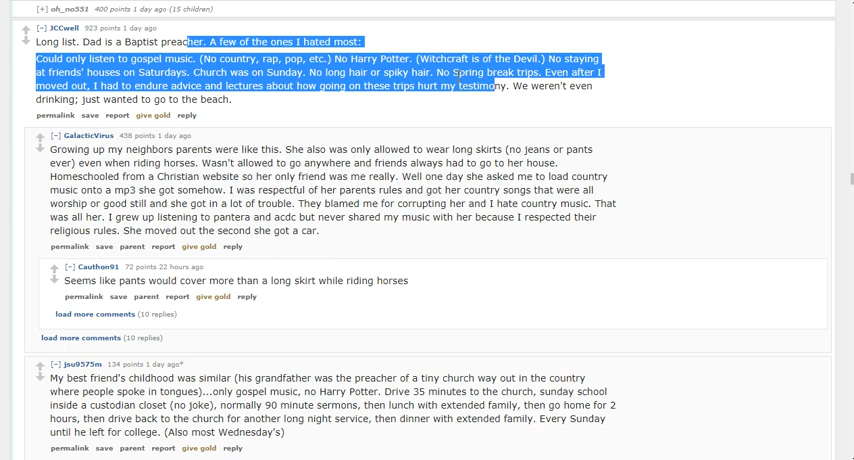 [+] oh_no551 400 points 1 day ago (15 children)
[−] JCCwell 923 points 1 day ago
Long list. Dad is a Baptist preacher. A few of the ones I hated most:
Could only listen to gospel music. (No country, rap, pop, etc.) No Harry Potter. (Witchcraft is of the Devil.) No staying
at friends' houses on Saturdays. Church was on Sunday. No long hair or spiky hair. No Spring break trips. Even after I
moved out, I had to endure advice and lectures about how going on these trips hurt my testimony. We weren't even
drinking; just wanted to go to the beach.
permalink save report give gold reply
[−] GalacticVirus 438 points 1 day ago
Growing up my neighbors parents were like this. She also was only allowed to wear long skirts (no jeans or pants
ever) even when riding horses. Wasn't allowed to go anywhere and friends always had to go to her house.
Homeschooled from a Christian website so her only friend was me really. Well one day she asked me to load country
music onto a mp3 she got somehow. I was respectful of her parents rules and got her country songs that were all
worship or good still and she got in a lot of trouble. They blamed me for corrupting her and I hate country music. That
was all her. I grew up listening to pantera and acdc but never shared my music with her because I respected their
religious rules. She moved out the second she got a car.
permalink save parent report give gold reply
[−] Cauthon91 72 points 22 hours ago
Seems like pants would cover more than a long skirt while riding horses
permalink save parent report give gold reply
load more comments (10 replies)
load more comments (10 replies)
[−] jsu9575m 134 points 1 day ago*
My best friend's childhood was similar (his grandfather was the preacher of a tiny church way out in the country
where people spoke in tongues)...only gospel music, no Harry Potter. Drive 35 minutes to the church, sunday school
inside a custodian closet (no joke), normally 90 minute sermons, then lunch with extended family, then go home for 2
hours, then drive back to the church for another long night service, then dinner with extended family. Every Sunday
until he left for college. (Also most Wednesday's)
permalink save parent report give gold reply